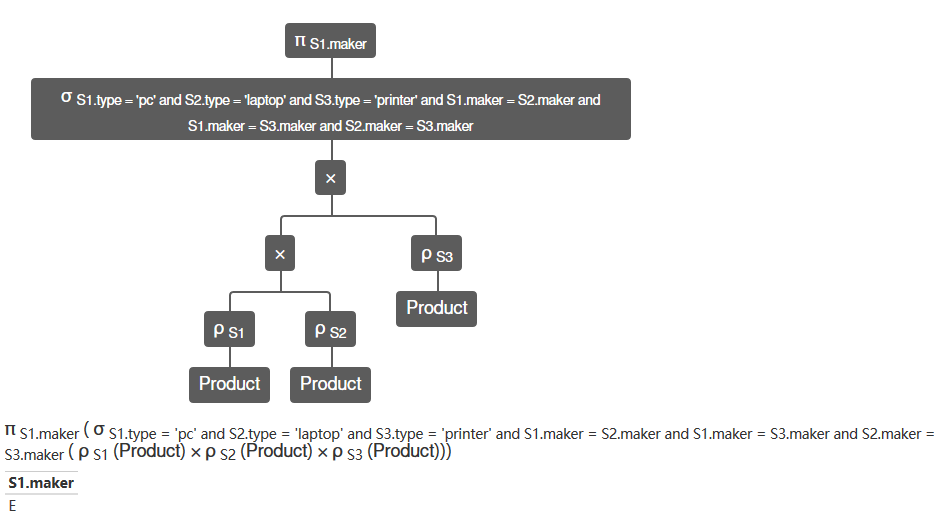 π S1.maker
σ S1.type = 'pc' and S2.type = 'laptop' and S3.type = 'printer' and S1.maker = S2.maker and
S1.maker = S3.maker and S2.maker = S3.maker
×
×
ρ S3
Product
ρ S1
ρ S2
Product
Product
π S1.maker ( σ S1.type = 'pc' and S2.type = 'laptop' and S3.type = 'printer' and S1.maker = S2.maker and S1.maker = S3.maker and S2.maker =
S3.maker ( ρ S1 (Product) × ρ S2 (Product) × ρ S3 (Product)))
S1.maker
E